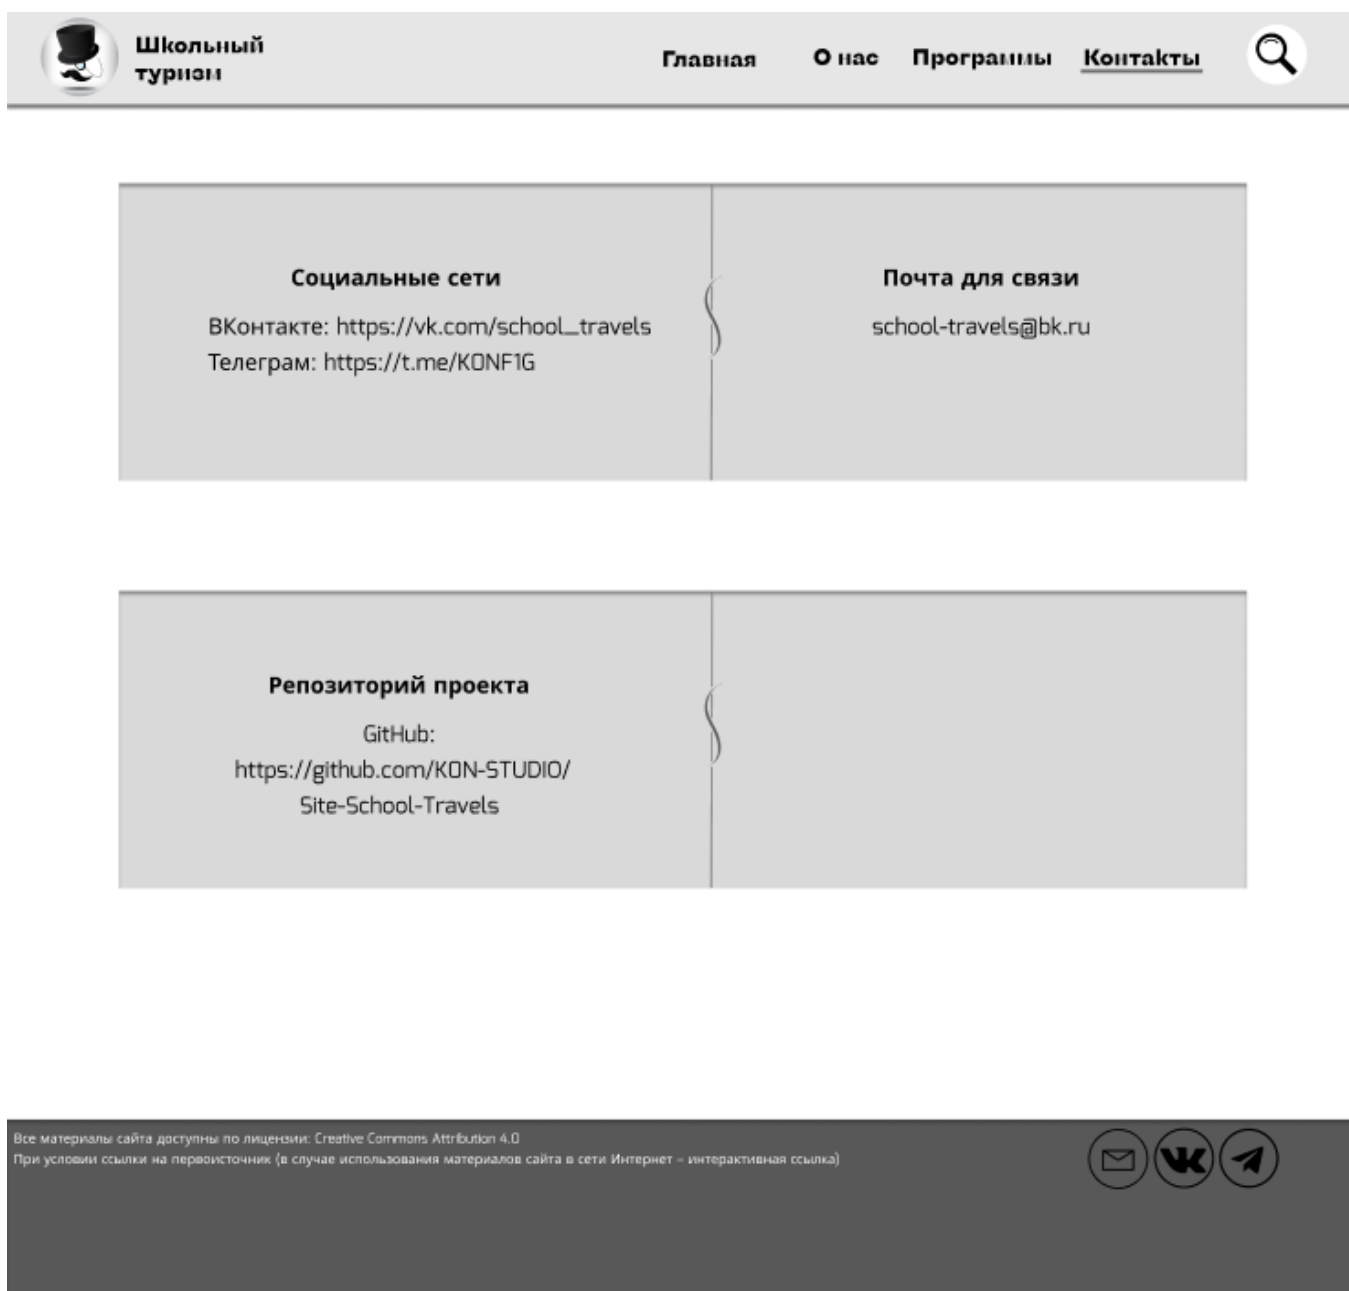 Школьный
туризм
Главная О нас Программы Контакты
Социальные сети
ВКонтакте: https://vk.com/school_travels
Телеграм: https://t.me/K0NF1G
Почта для связи
school-travels@bk.ru
Репозиторий проекта
GitHub:
https://github.com/K0N-STUDIO/
Site-School-Travels
Все материалы сайта доступны по лицензии: Creative Commons Attribution 4.0
При условии ссылки на первоисточник (в случае использования материалов сайта в сети Интернет – интерактивная ссылка)